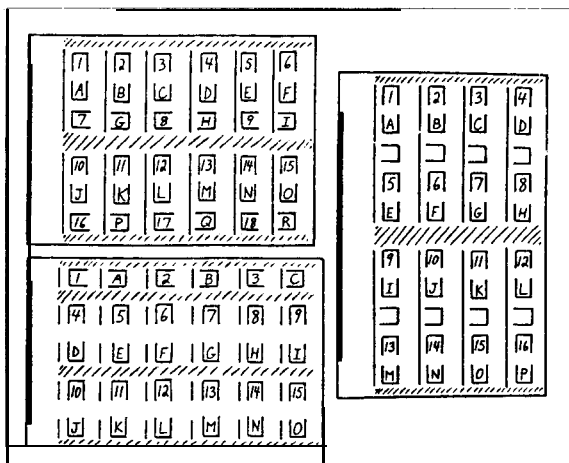 1 2 3 4 5 6
A B C D E F
7 G 8 H 9 I
10 11 12 13 14 15
J K L M N O
16 P 17 Q 18 R
1 A 2 B 3 C
4 5 6 7 8 9
D E F G H I
10 11 12 13 14 15
J K L M N O
1 2 3 4
A B C D
5 6 7 8
E F G H
9 10 11 12
I J K L
13 14 15 16
M N O P